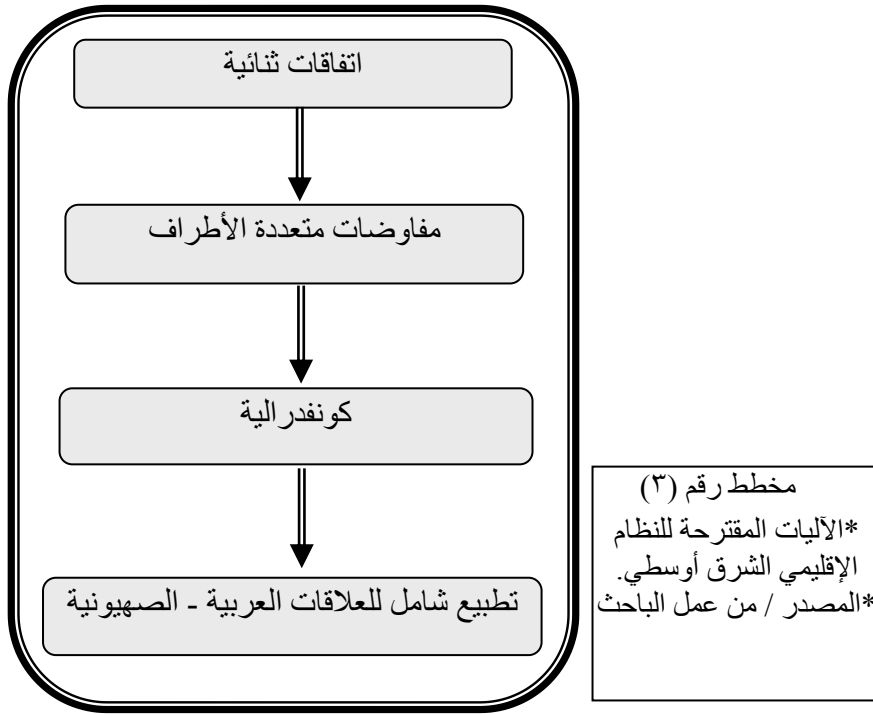 اتفاقات ثنائية
مفاوضات متعددة الأطراف
كونفدرالية
تطبيع شامل للعلاقات العربية - الصهيونية
مخطط رقم (٣)
*الآليات المقترحة للنظام
الإقليمي الشرق أوسطي.
*المصدر / من عمل الباحث